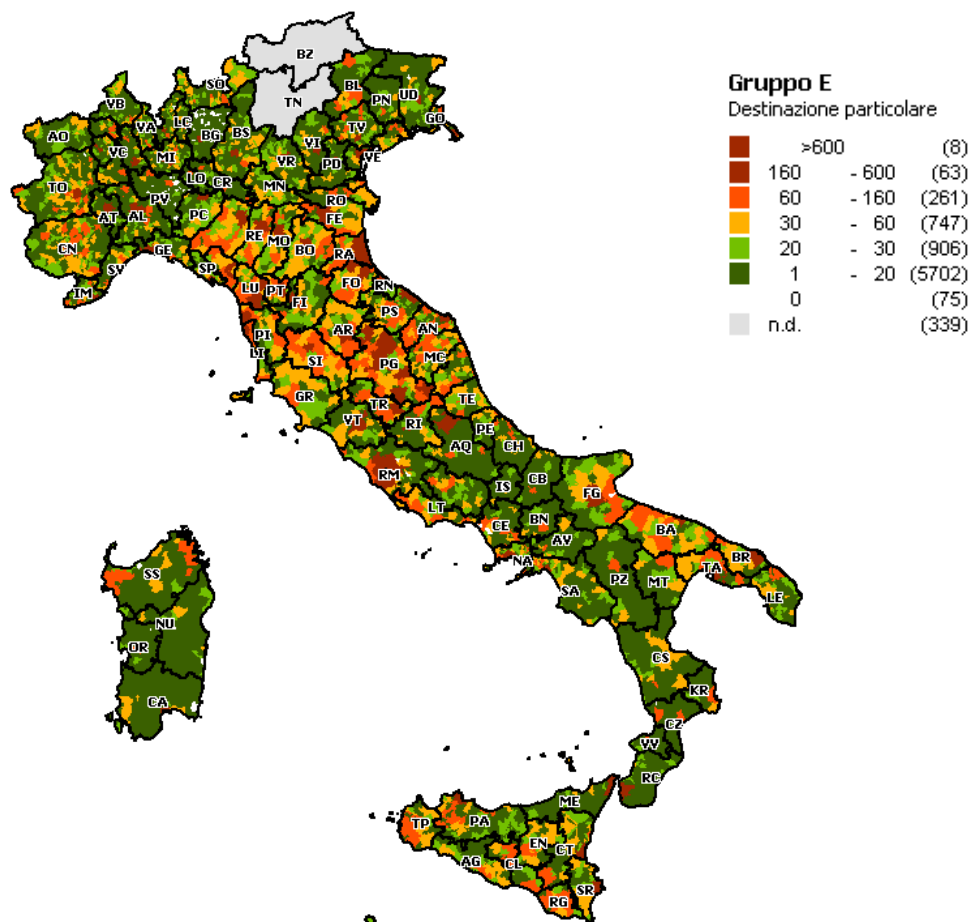 Gruppo E
Destinazione particolare
>600 (8)
160 - 600 (63)
60 - 160 (261)
30 - 60 (747)
20 - 30 (906)
1 - 20 (5702)
0 (75)
n.d. (339)
BZ
SO
TN
BL
PN
UD
VB
VA
LC
BG
BS
TV
GO
AO
VC
MI
VI
VR
PD
VE
TO
LO
CR
MN
PV
RO
AT
AL
PC
FE
CN
GE
RE
MO
BO
RA
SV
SP
LU
PT
FO
RN
IM
FI
PS
PI
AR
AN
LI
SI
PG
MC
GR
TR
TE
VT
RI
PE
AQ
CH
RM
IS
CB
FG
LT
CE
BN
BA
AV
NA
BR
SS
PZ
MT
TA
SA
LE
NU
OR
CS
CA
KR
CZ
VV
RC
ME
TP
PA
EN
CT
AG
CL
SR
RG